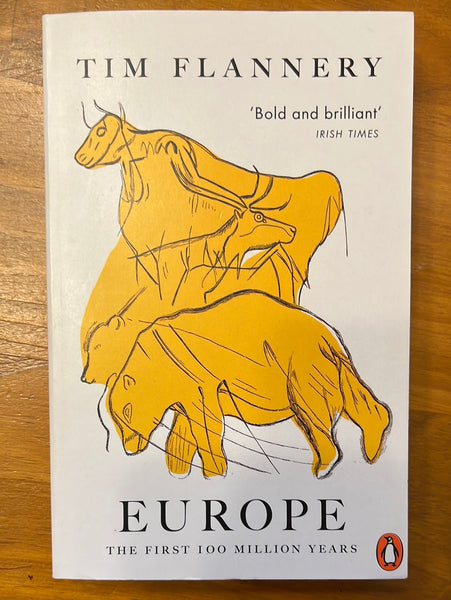 TIM FLANNERY
'Bold and brilliant'
IRISH TIMES
EUROPE
THE FIRST 100 MILLION YEARS